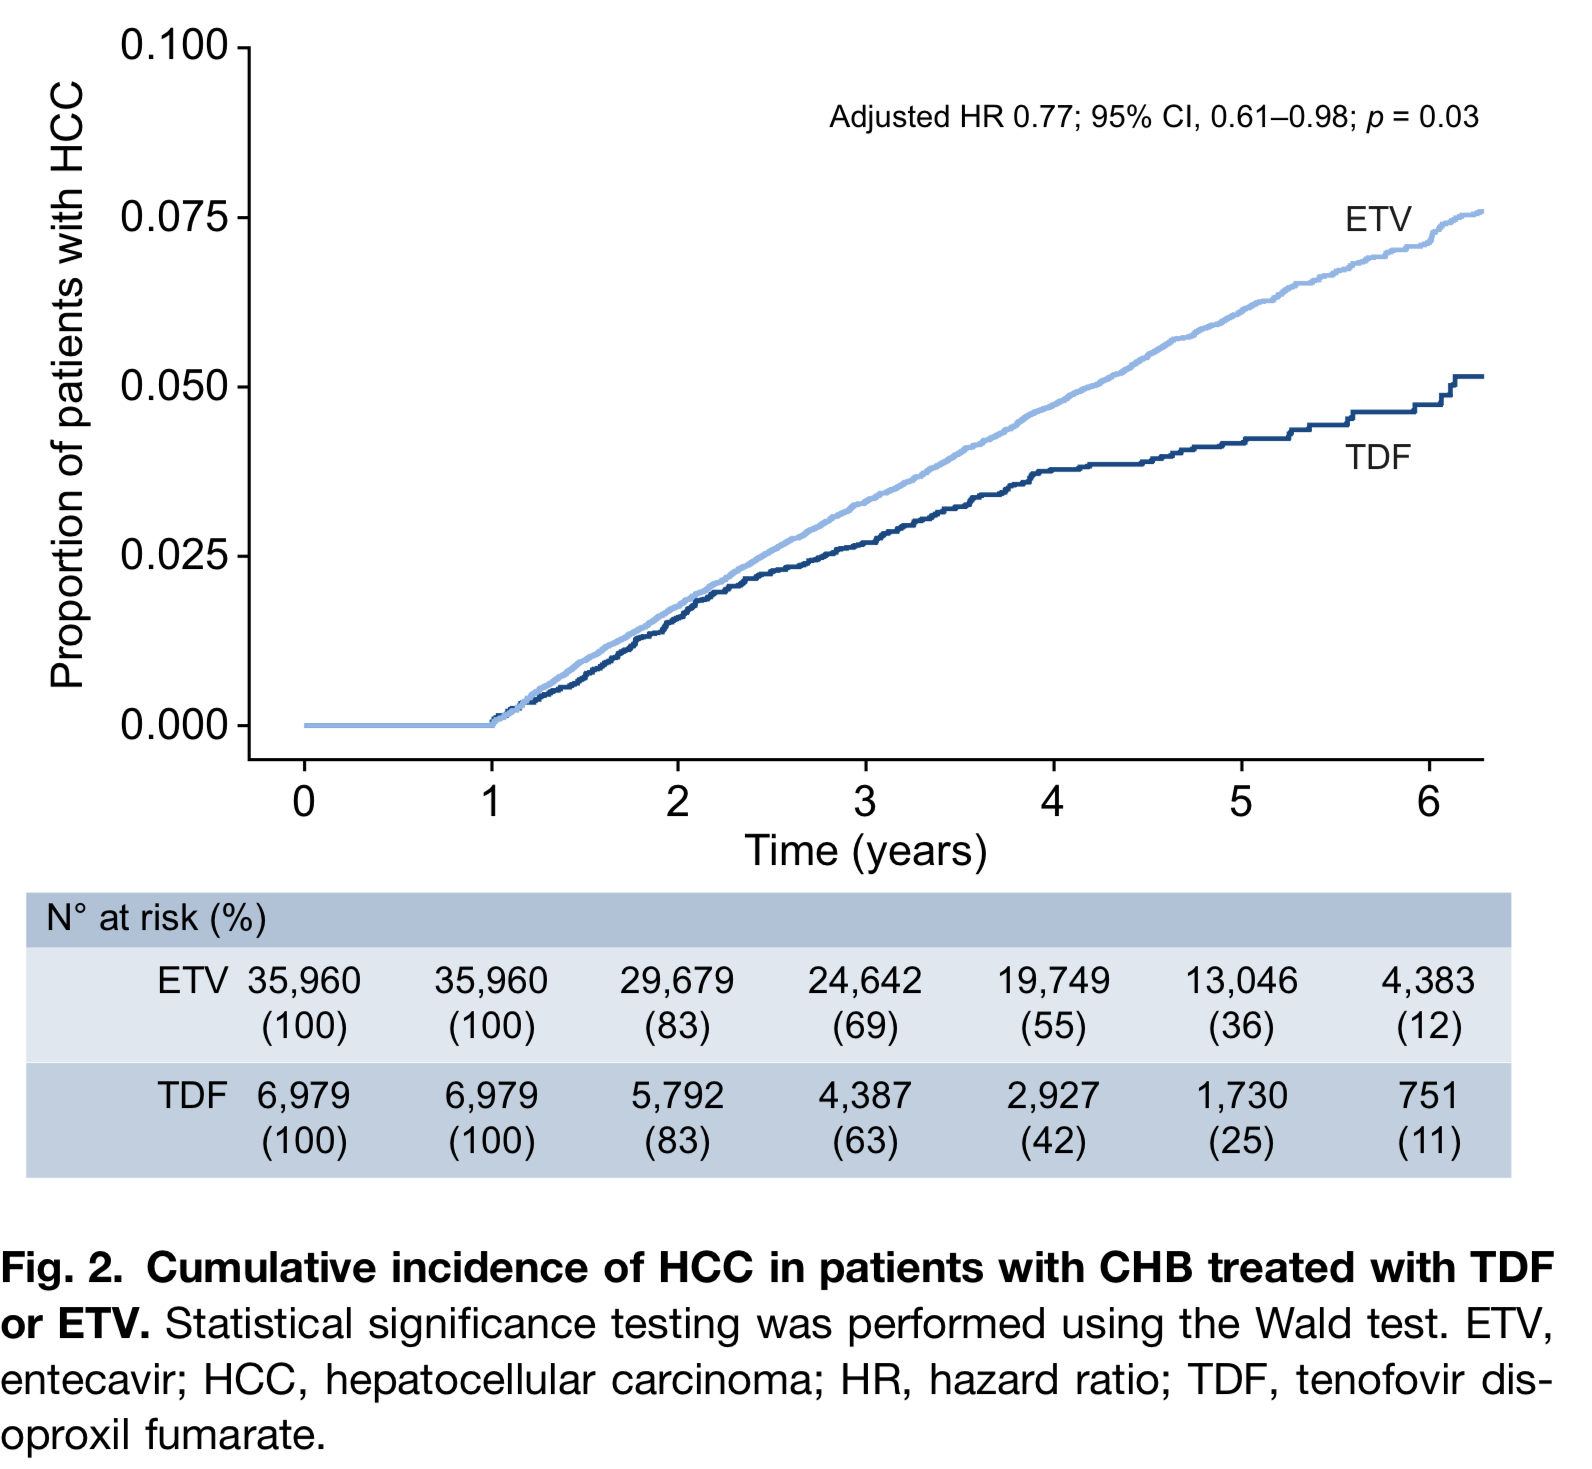 0.100
0.075
0.050
0.025
0.000
Proportion of patients with HCC
Adjusted HR 0.77; 95% CI, 0.61–0.98; p = 0.03
ETV
TDF
0 1 2 3 4 5 6
Time (years)
N° at risk (%)
ETV 35,960 35,960 29,679 24,642 19,749 13,046 4,383
(100) (100) (83) (69) (55) (36) (12)
TDF 6,979 6,979 5,792 4,387 2,927 1,730 751
(100) (100) (83) (63) (42) (25) (11)
Fig. 2. Cumulative incidence of HCC in patients with CHB treated with TDF
or ETV. Statistical significance testing was performed using the Wald test. ETV,
entecavir; HCC, hepatocellular carcinoma; HR, hazard ratio; TDF, tenofovir dis-
oproxil fumarate.